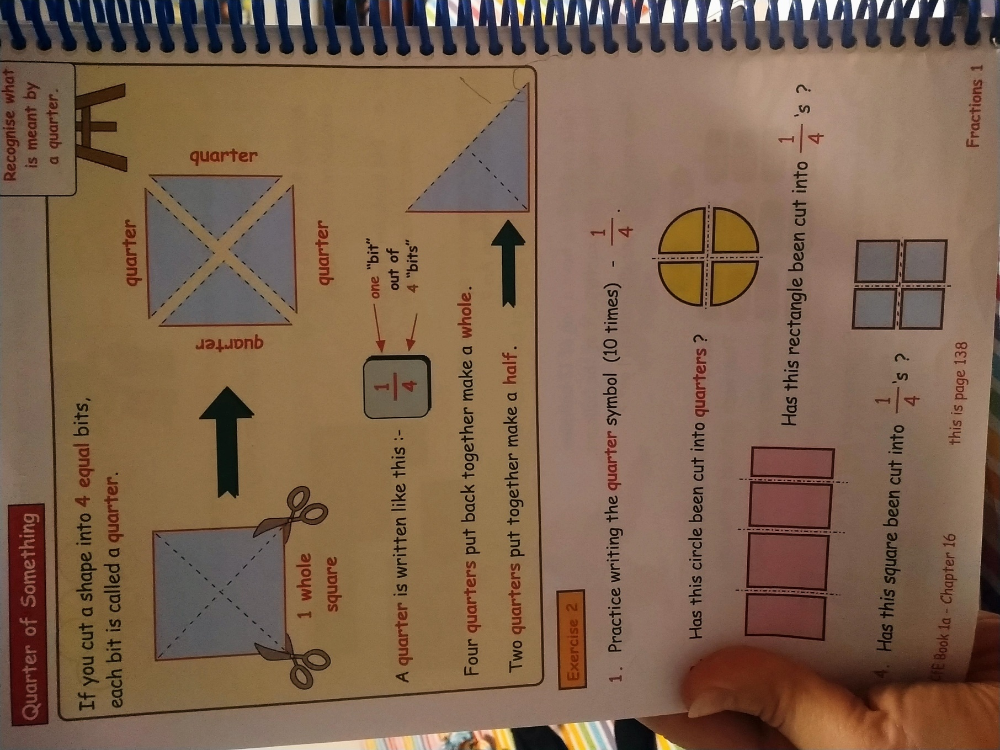 Quarter of Something
Recognise what
is meant by
a quarter.
If you cut a shape into 4 equal bits,
each bit is called a quarter.
1 whole
square
quarter
quarter
quarter
quarter
A quarter is written like this :-
1
4
one "bit"
out of
4 "bits"
Four quarters put back together make a whole.
Two quarters put together make a half.
Exercise 2
1. Practice writing the quarter symbol (10 times) - 1/4.
Has this circle been cut into quarters ?
Has this rectangle been cut into 1/4's ?
4. Has this square been cut into 1/4's ?
CfE Book 1a - Chapter 16
this is page 138
Fractions 1